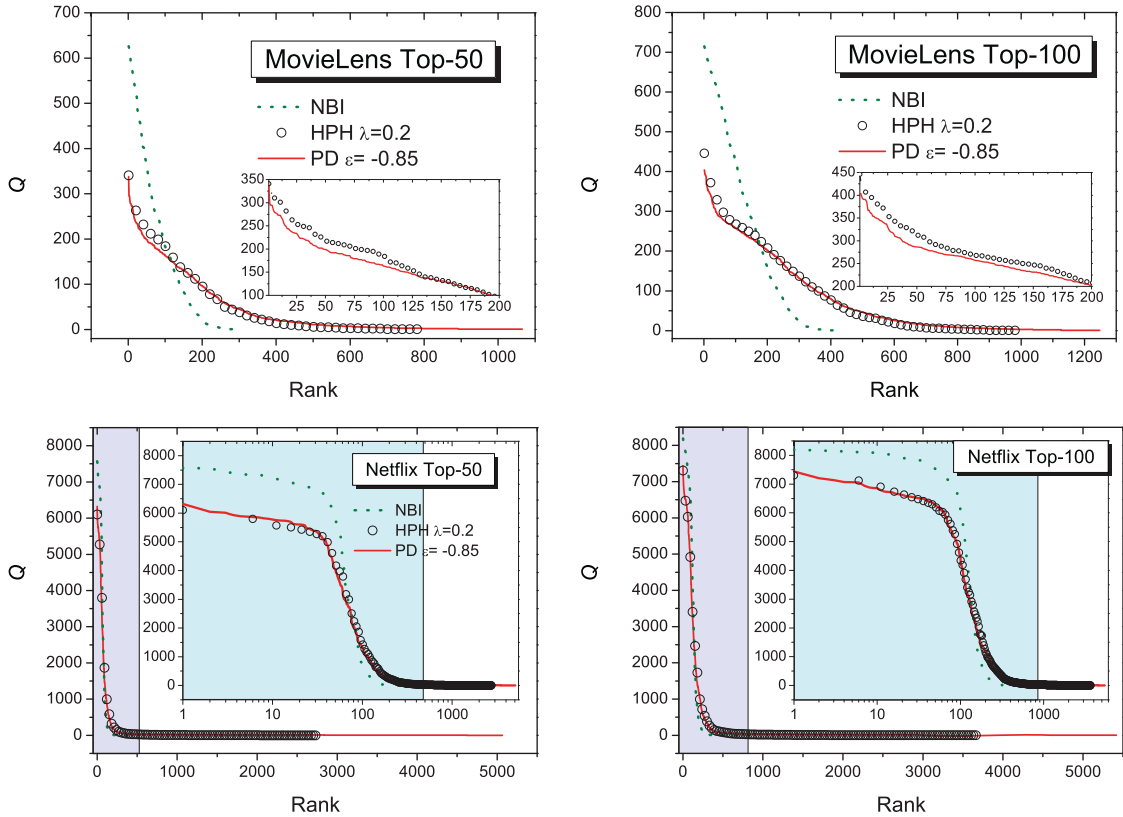 MovieLens Top-50
NBI
HPH λ=0.2
PD ε= -0.85
Q
700
600
500
400
300
200
100
0
0 200 400 600 800 1000
Rank
350
300
250
200
150
100
25 50 75 100 125 150 175 200
MovieLens Top-100
NBI
HPH λ=0.2
PD ε= -0.85
Q
800
700
600
500
400
300
200
100
0
0 200 400 600 800 1000 1200
Rank
450
400
350
300
250
200
25 50 75 100 125 150 175 200
Netflix Top-50
NBI
HPH λ=0.2
PD ε= -0.85
Q
8000
7000
6000
5000
4000
3000
2000
1000
0
0 1000 2000 3000 4000 5000
Rank
8000
7000
6000
5000
4000
3000
2000
1000
0
1 10 100 1000
Netflix Top-100
Q
8000
7000
6000
5000
4000
3000
2000
1000
0
0 1000 2000 3000 4000 5000
Rank
8000
7000
6000
5000
4000
3000
2000
1000
0
1 10 100 1000